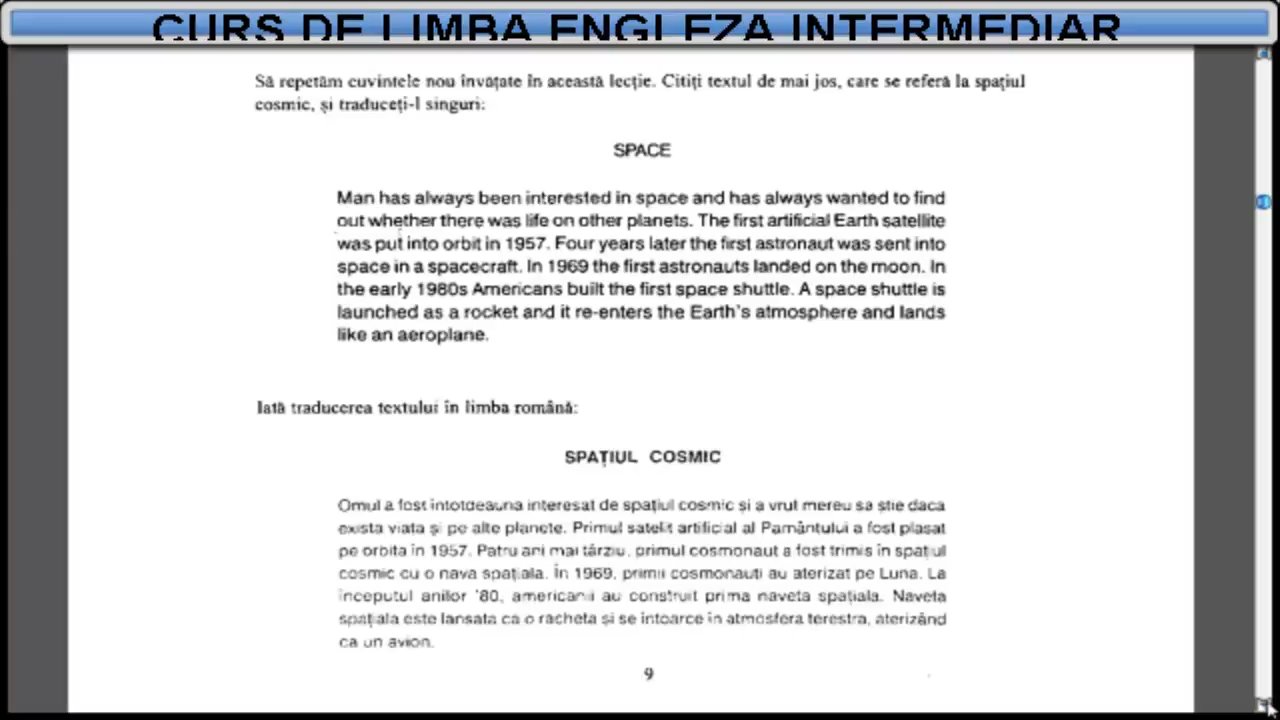 CURS DE LIMBA ENGLEZA INTERMEDIAR
Să repetăm cuvintele nou învățate în această lecție. Citiți textul de mai jos, care se referă la spațiul
cosmic, și traduceți-l singuri:
SPACE
Man has always been interested in space and has always wanted to find
out whether there was life on other planets. The first artificial Earth satellite
was put into orbit in 1957. Four years later the first astronaut was sent into
space in a spacecraft. In 1969 the first astronauts landed on the moon. In
the early 1980s Americans built the first space shuttle. A space shuttle is
launched as a rocket and it re-enters the Earth's atmosphere and lands
like an aeroplane.
Iată traducerea textului în limba română:
SPAȚIUL COSMIC
Omul a fost întotdeauna interesat de spațiul cosmic și a vrut mereu sa știe daca
exista viata și pe alte planete. Primul satelit artificial al Pamântului a fost plasat
pe orbita în 1957. Patru ani mai târziu, primul cosmonaut a fost trimis în spațiul
cosmic cu o nava spațiala. În 1969, primii cosmonauti au aterizat pe Luna. La
începutul anilor '80, americanii au construit prima naveta spațiala. Naveta
spațiala este lansata ca o racheta și se intoarce în atmosfera terestra, aterizând
ca un avion.
9